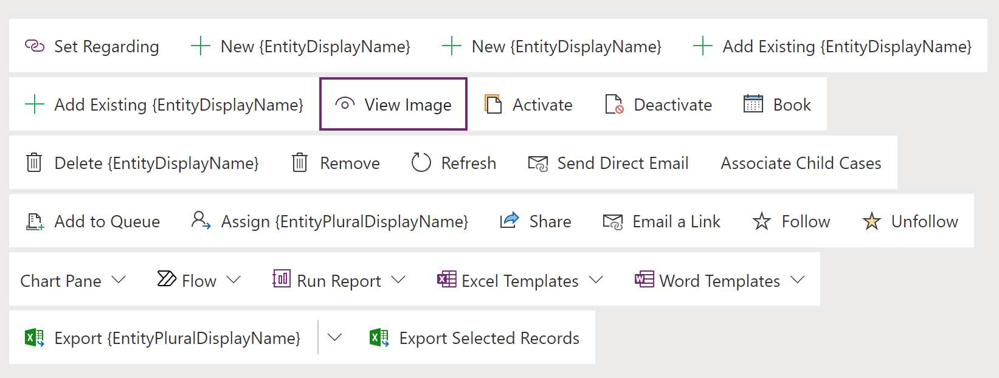 Set Regarding New {EntityDisplayName} New {EntityDisplayName} Add Existing {EntityDisplayName}
Add Existing {EntityDisplayName} View Image Activate Deactivate Book
Delete {EntityDisplayName} Remove Refresh Send Direct Email Associate Child Cases
Add to Queue Assign {EntityPluralDisplayName} Share Email a Link Follow Unfollow
Chart Pane Flow Run Report Excel Templates Word Templates
Export {EntityPluralDisplayName} Export Selected Records